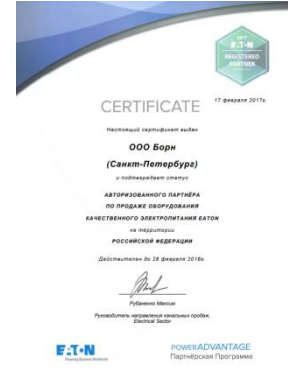 2017
EATON
REGISTERED
PARTNER
17 февраля 2017г.
CERTIFICATE
Настоящий сертификат выдан
ООО Борн
(Санкт-Петербург)
и подтверждает статус
АВТОРИЗОВАННОГО ПАРТНЁРА
ПО ПРОДАЖЕ ОБОРУДОВАНИЯ
КАЧЕСТВЕННОГО ЭЛЕКТРОПИТАНИЯ EATON
на территории
РОССИЙСКОЙ ФЕДЕРАЦИИ
Действителен до 28 февраля 2018г.
Рубаненко Максим
Руководитель направления канальных продаж,
Electrical Sector
EATON
Powering Business Worldwide
POWERADVANTAGE
Партнёрская Программа